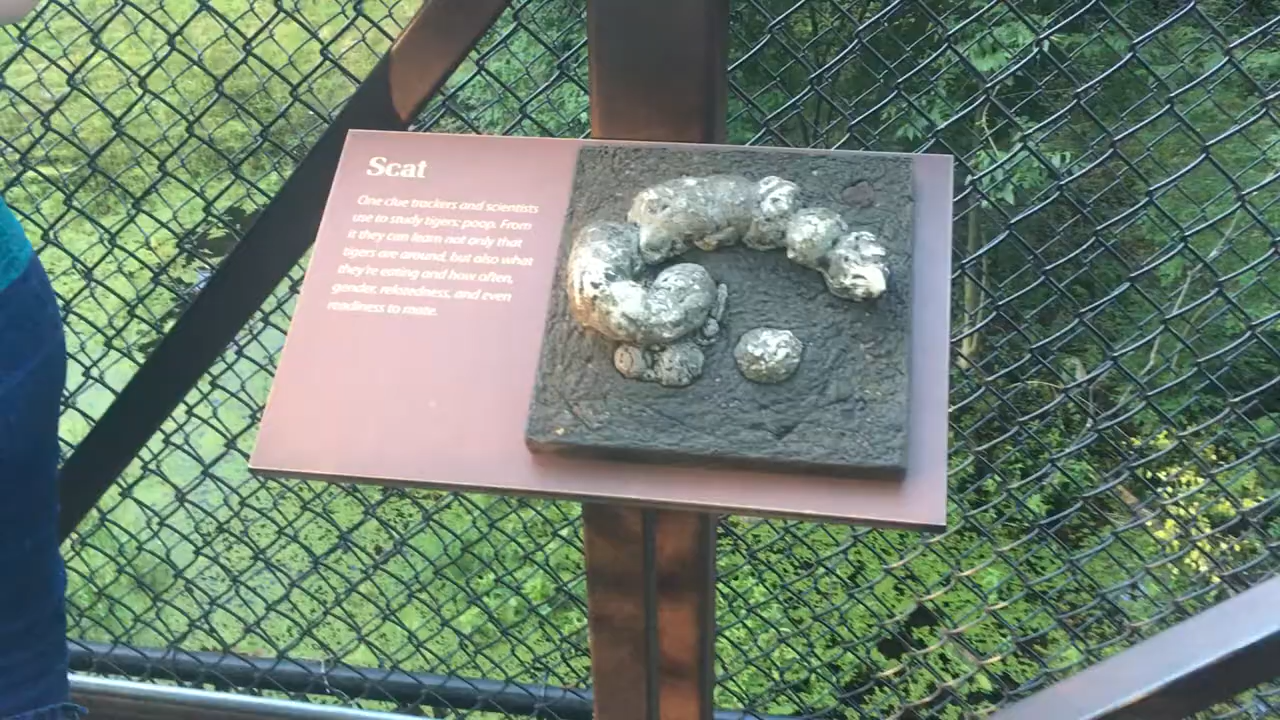 Scat
One clue trackers and scientists
use to study tigers: poop. From
it they can learn not only that
tigers are around, but also what
they're eating and how often,
gender, relatedness, and even
readiness to mate.